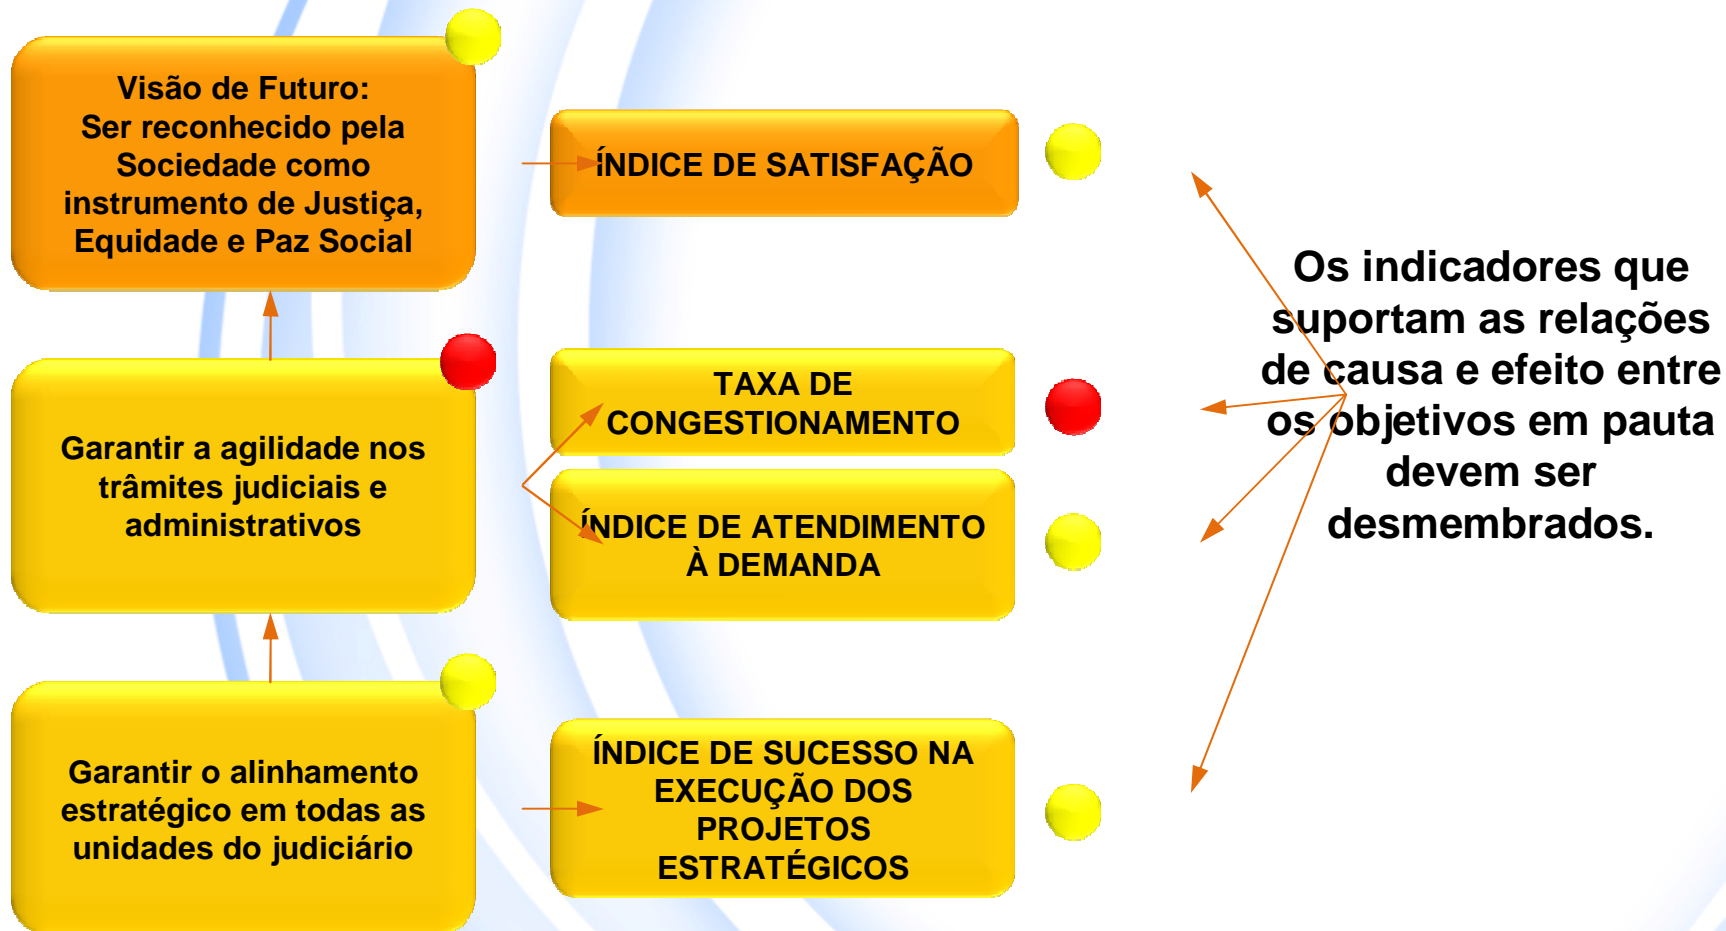 Visão de Futuro:
Ser reconhecido pela
Sociedade como
instrumento de Justiça,
Equidade e Paz Social
ÍNDICE DE SATISFAÇÃO
Garantir a agilidade nos
trâmites judiciais e
administrativos
TAXA DE
CONGESTIONAMENTO
ÍNDICE DE ATENDIMENTO
À DEMANDA
Garantir o alinhamento
estratégico em todas as
unidades do judiciário
ÍNDICE DE SUCESSO NA
EXECUÇÃO DOS
PROJETOS
ESTRATÉGICOS
Os indicadores que
suportam as relações
de causa e efeito entre
os objetivos em pauta
devem ser
desmembrados.